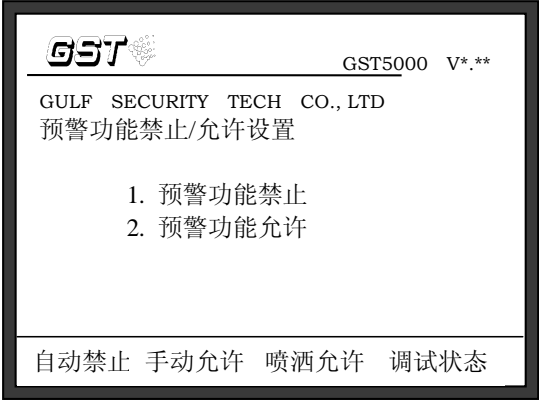 GST
GST5000 V*.**
GULF SECURITY TECH CO., LTD
预警功能禁止/允许设置
1. 预警功能禁止
2. 预警功能允许
自动禁止 手动允许 喷洒允许 调试状态